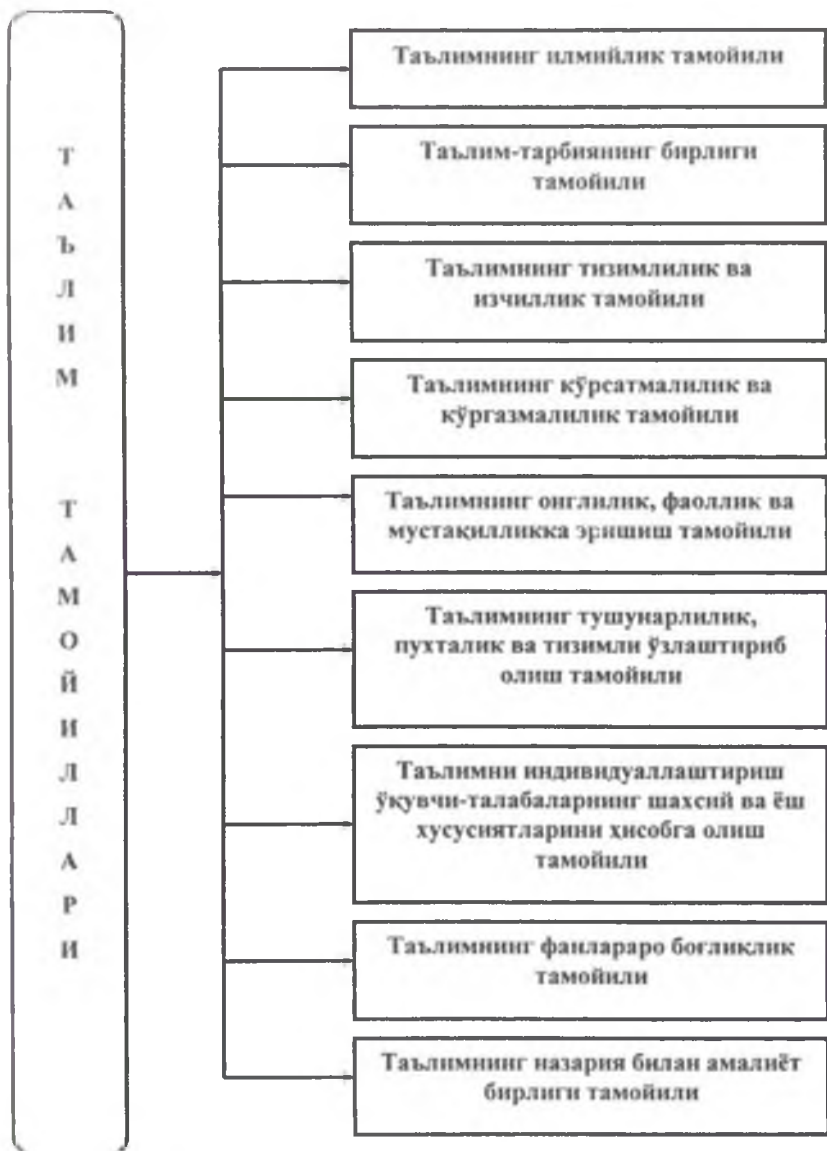 ТАЪЛИМ ТАМОЙИЛЛАРИ
Таълимнинг илмийлик тамойили
Таълим-тарбиянинг бирлиги
тамойили
Таълимнинг тизимлилик ва
изчиллик тамойили
Таълимнинг кўрсатмалилик ва
кўргазмалилик тамойили
Таълимнинг онглилик, фаоллик ва
мустақилликка эришиш тамойили
Таълимнинг тушунарлилик,
пухталик ва тизимли ўзлаштириб
олиш тамойили
Таълимни индивидуаллаштириш
ўқувчи-талабаларнинг шахсий ва ёш
хусусиятларини ҳисобга олиш
тамойили
Таълимнинг фанлараро боғлиқлик
тамойили
Таълимнинг назария билан амалиёт
бирлиги тамойили